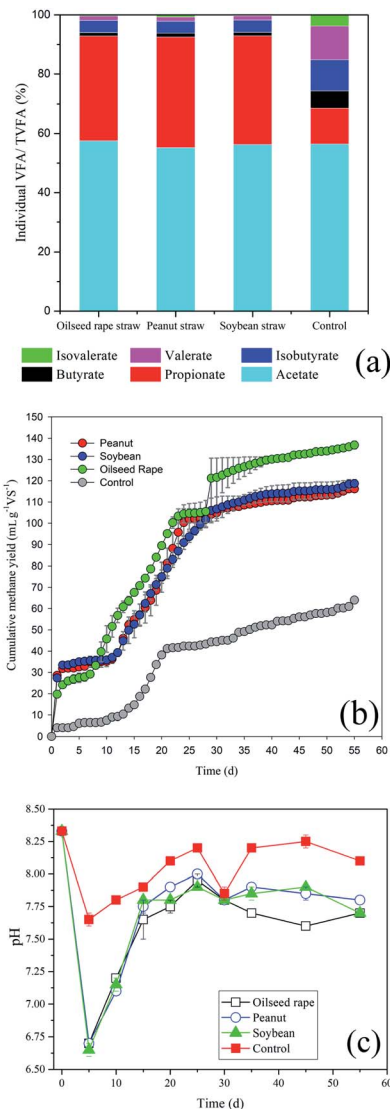 100
80
60
40
20
0
Individual VFA/ TVFA (%)
Oilseed rape straw Peanut straw Soybean straw Control
Isovalerate Valerate Isobutyrate
Butyrate Propionate Acetate
(a)
150
140
130
120
110
100
90
80
70
60
50
40
30
20
10
0
Cumulative methane yield (mL g⁻¹VS⁻¹)
Peanut
Soybean
Oilseed Rape
Control
0 5 10 15 20 25 30 35 40 45 50 55 60
Time (d)
(b)
8.50
8.25
8.00
7.75
7.50
7.25
7.00
6.75
6.50
pH
Oilseed rape
Peanut
Soybean
Control
0 10 20 30 40 50 60
Time (d)
(c)